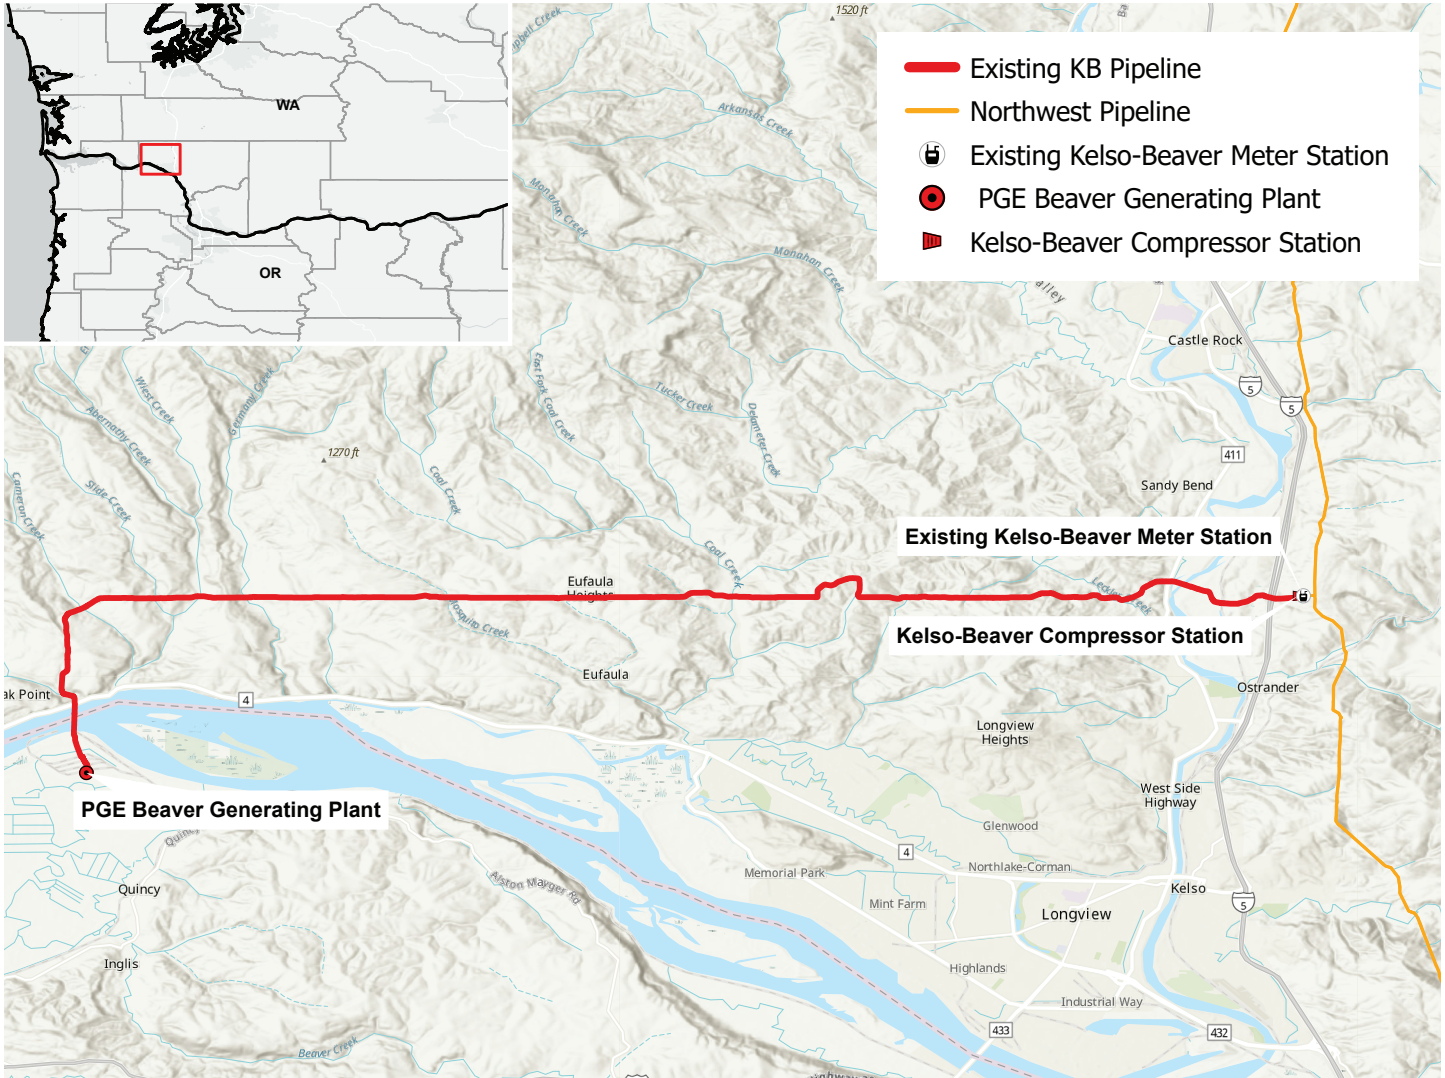 1520 ft
WA
OR
Existing KB Pipeline
Northwest Pipeline
Existing Kelso-Beaver Meter Station
PGE Beaver Generating Plant
Kelso-Beaver Compressor Station
Arkansas Creek
Monahan Creek
Monahan Creek
Castle Rock
5
5
411
Sandy Bend
Wiest Creek
Abernathy Creek
Germany Creek
East Fork Coal Creek
Tucker Creek
Delameter Creek
1270 ft
Coal Creek
Cameron Creek
Slide Creek
Existing Kelso-Beaver Meter Station
Coal Creek
Eufaula
Heights
Mosquito Creek
Kelso-Beaver Compressor Station
Eufaula
4
Ostrander
Longview
Heights
West Side
Highway
PGE Beaver Generating Plant
Glenwood
4
Northlake-Corman
Memorial Park
Kelso
Alston Mayger Rd
Quincy
Mint Farm
Longview
5
Inglis
Highlands
Industrial Way
433
432
Beaver Creek